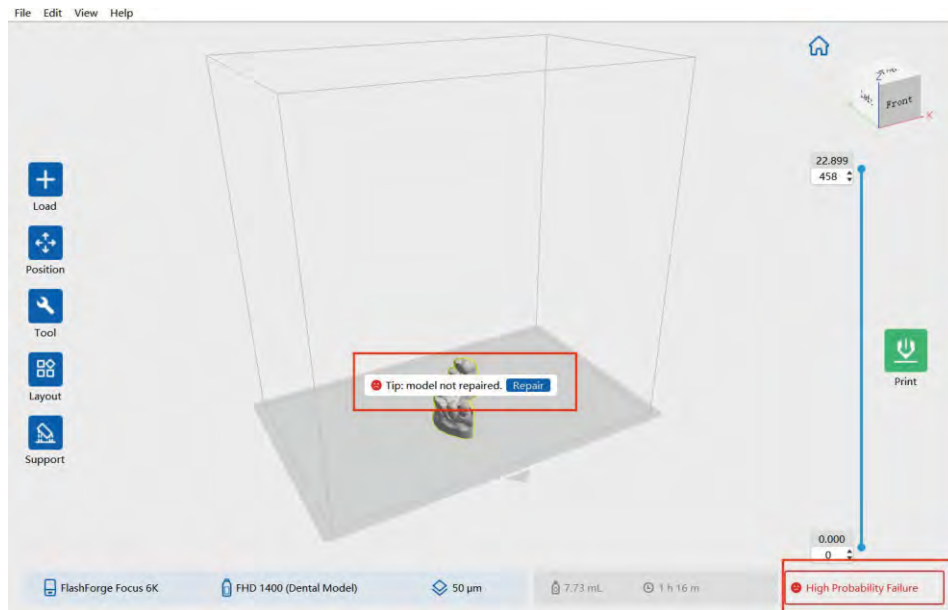 File Edit View Help
Front
22.899
458
Load
Position
Tool
Layout
Support
Tip: model not repaired. Repair
Print
0.000
0
FlashForge Focus 6K FHD 1400 (Dental Model) 50 µm 7.73 mL 1 h 16 m High Probability Failure